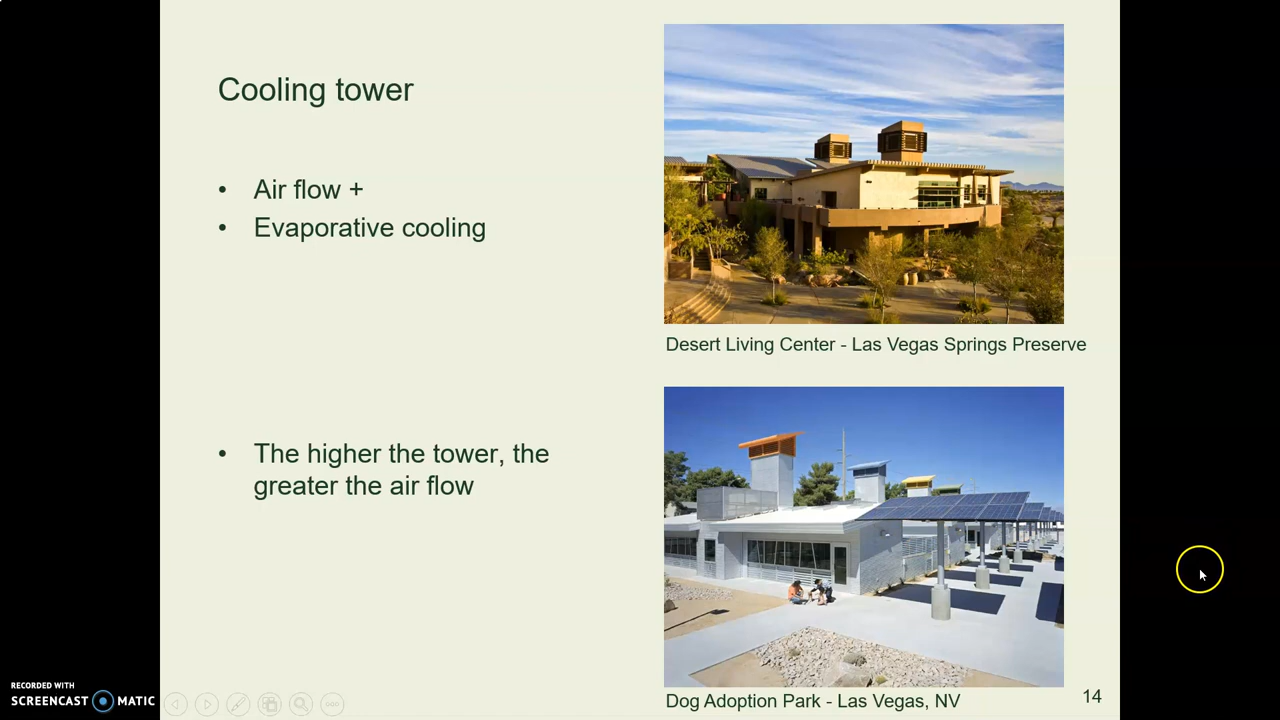 Cooling tower
• Air flow +
• Evaporative cooling
• The higher the tower, the
greater the air flow
Desert Living Center - Las Vegas Springs Preserve
Dog Adoption Park - Las Vegas, NV
14
RECORDED WITH
SCREENCAST MATIC